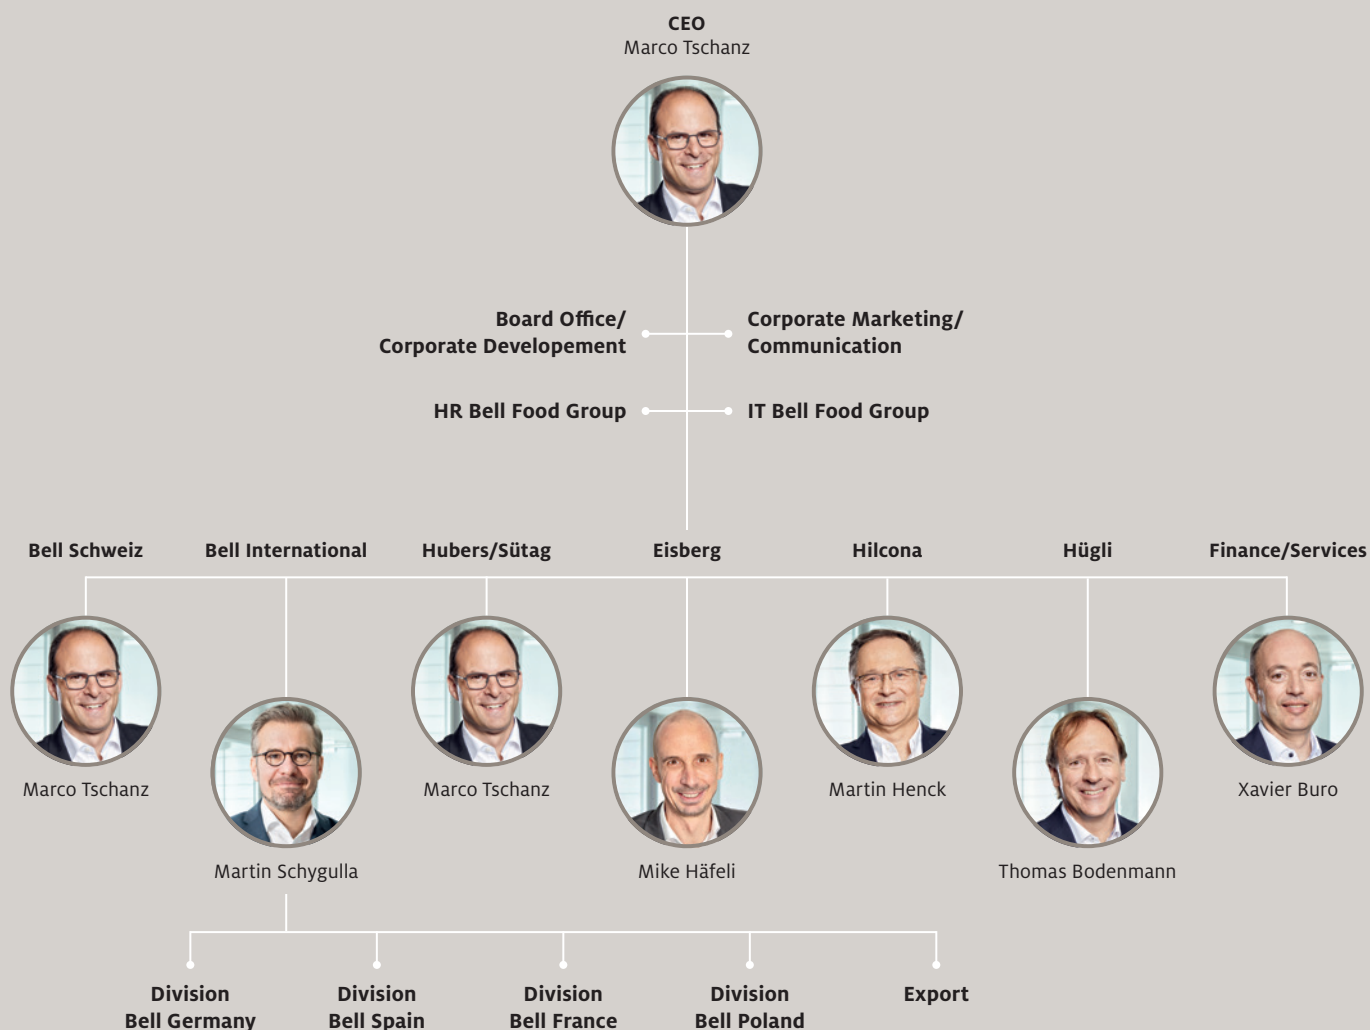 CEO
Marco Tschanz
Board Office/
Corporate Developement
Corporate Marketing/
Communication
HR Bell Food Group
IT Bell Food Group
Bell Schweiz
Bell International
Hubers/Sütag
Eisberg
Hilcona
Hügli
Finance/Services
Marco Tschanz
Martin Schygulla
Marco Tschanz
Mike Häfeli
Martin Henck
Thomas Bodenmann
Xavier Buro
Division
Bell Germany
Division
Bell Spain
Division
Bell France
Division
Bell Poland
Export